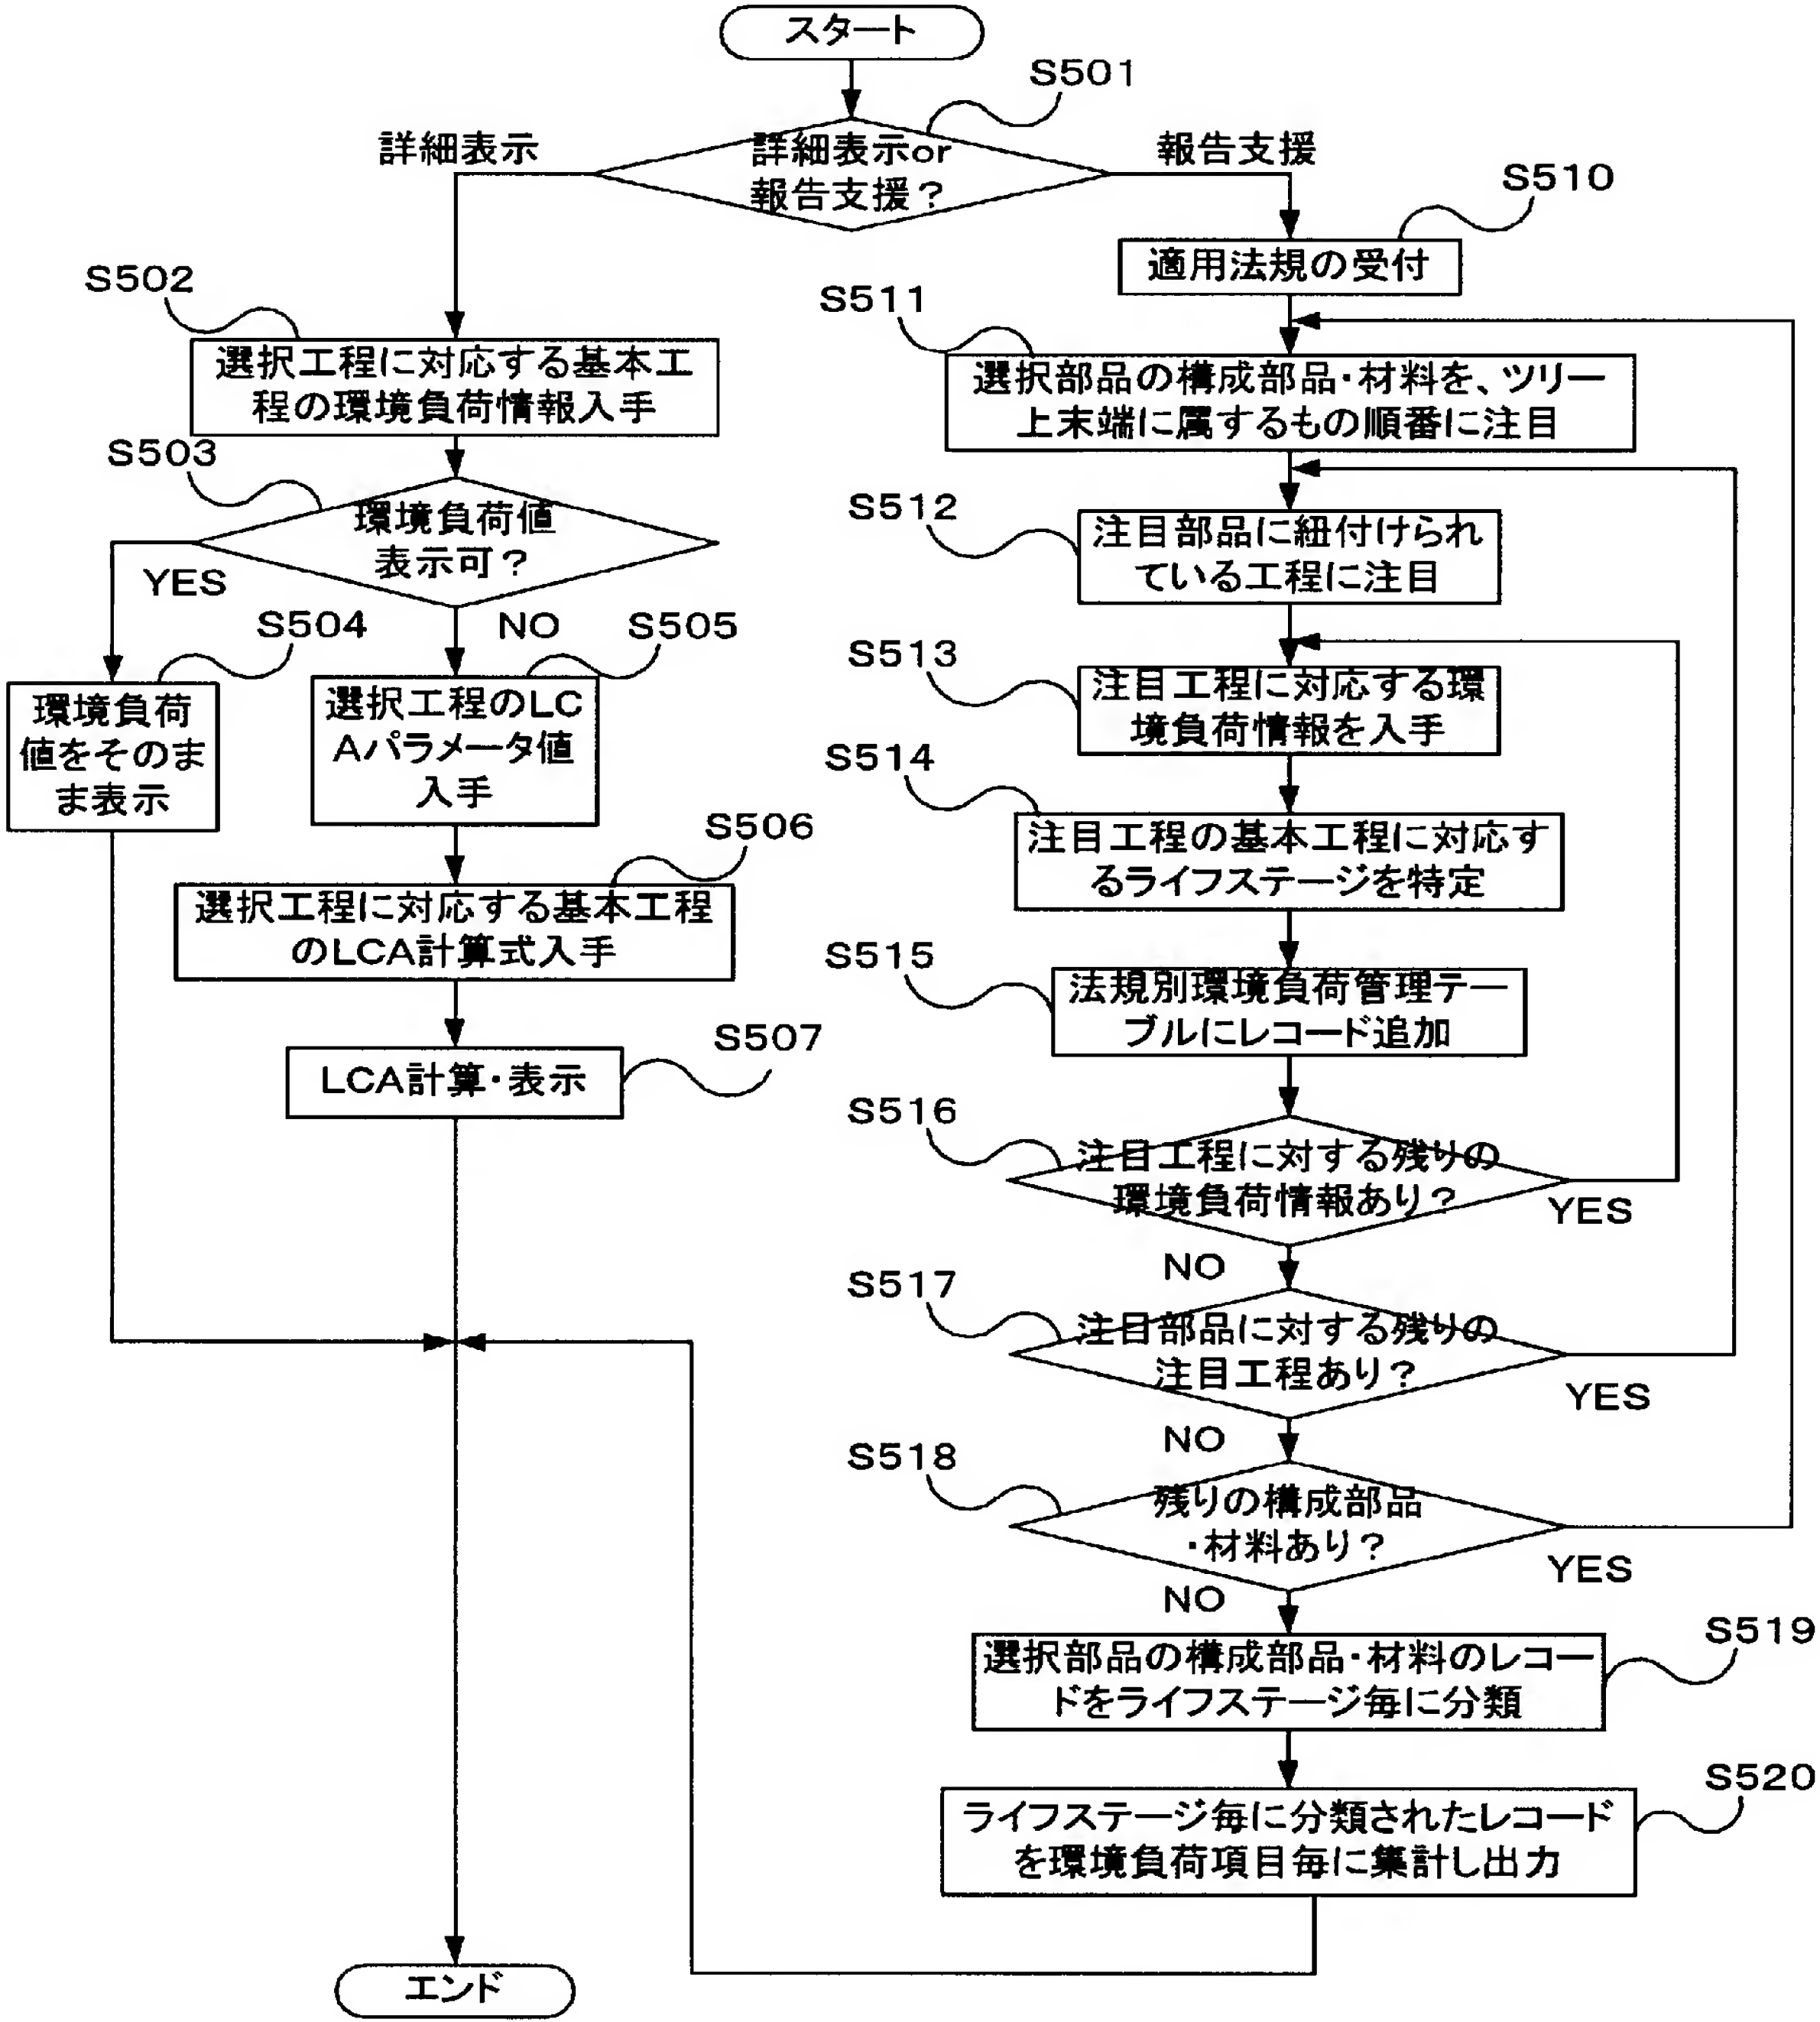 スタート
S501
詳細表示
詳細表示or
報告支援？
報告支援
S502
選択工程に対応する基本工
程の環境負荷情報入手
S503
環境負荷値
表示可？
YES
NO
S504
環境負荷
値をそのま
ま表示
S505
選択工程のLC
Aパラメータ値
入手
S506
選択工程に対応する基本工程
のLCA計算式入手
S507
LCA計算・表示
S510
適用法規の受付
S511
選択部品の構成部品・材料を、ツリー
上末端に属するもの順番に注目
S512
注目部品に紐付けられ
ている工程に注目
S513
注目工程に対応する環
境負荷情報を入手
S514
注目工程の基本工程に対応す
るライフステージを特定
S515
法規別環境負荷管理テー
ブルにレコード追加
S516
注目工程に対する残りの
環境負荷情報あり？
YES
NO
S517
注目部品に対する残りの
注目工程あり？
YES
NO
S518
残りの構成部品
・材料あり？
YES
NO
S519
選択部品の構成部品・材料のレコー
ドをライフステージ毎に分類
S520
ライフステージ毎に分類されたレコード
を環境負荷項目毎に集計し出力
エンド